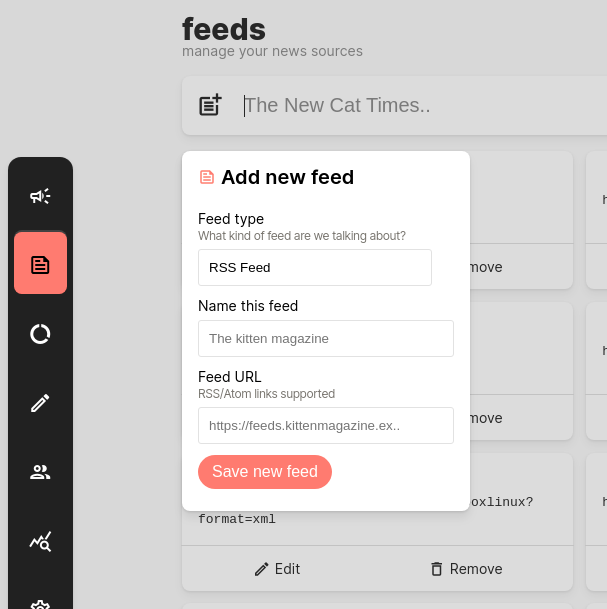 feeds
manage your news sources
The New Cat Times..
Add new feed
Feed type
What kind of feed are we talking about?
RSS Feed
Name this feed
The kitten magazine
Feed URL
RSS/Atom links supported
https://feeds.kittenmagazine.ex..
Save new feed
move
move
oxlinux?
format=xml
Edit
Remove